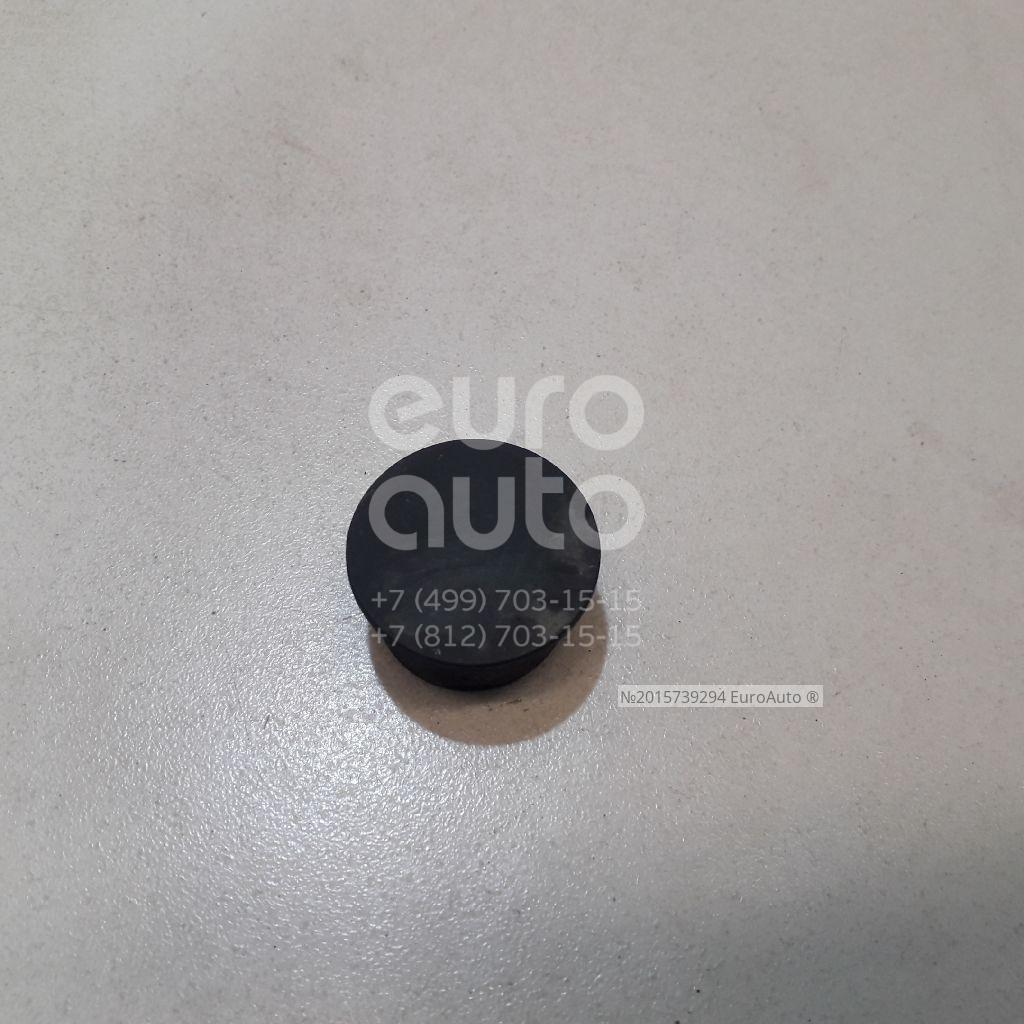 euro
auto
+7 (499) 703-15-15
+7 (812) 703-15-15
№2015739294 EuroAuto ®